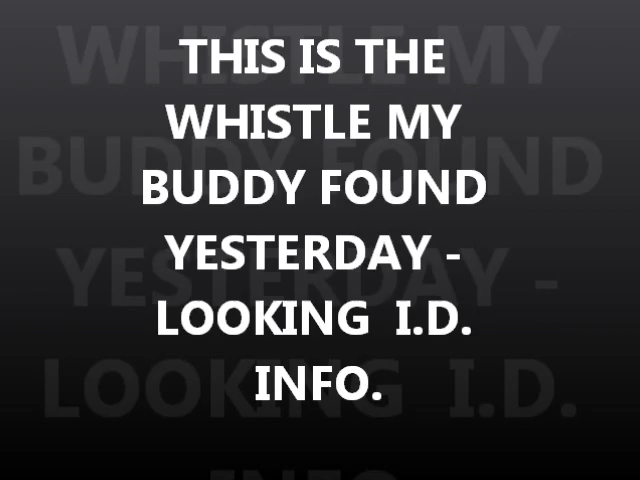 THIS IS THE
WHISTLE MY
BUDDY FOUND
YESTERDAY -
LOOKING  I.D.
INFO.